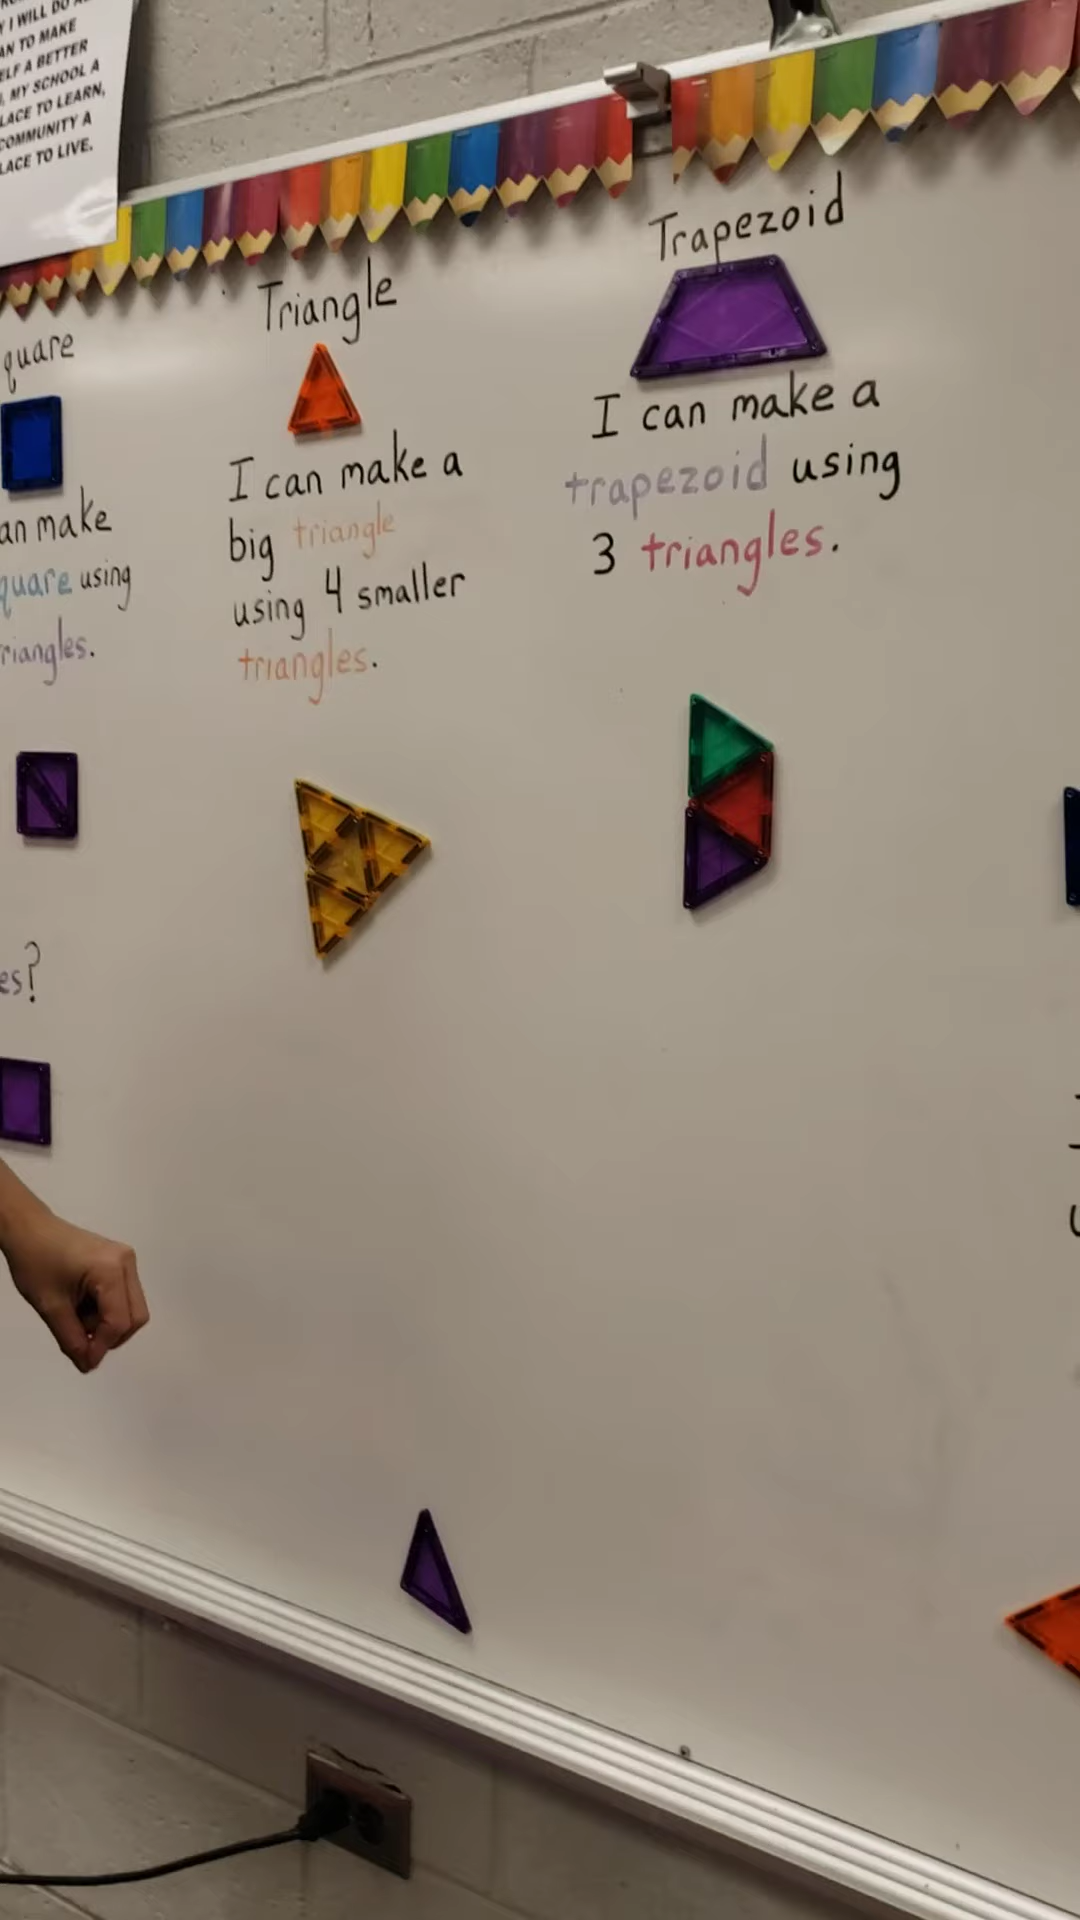 Y I WILL DO
AN TO MAKE
ELF A BETTER
MY SCHOOL A
LACE TO LEARN,
COMMUNITY A
LACE TO LIVE.
quare
an make
quare using
riangles.
es?
Triangle
I can make a
big triangle
using 4 smaller
triangles.
Trapezoid
I can make a
trapezoid using
3 triangles.